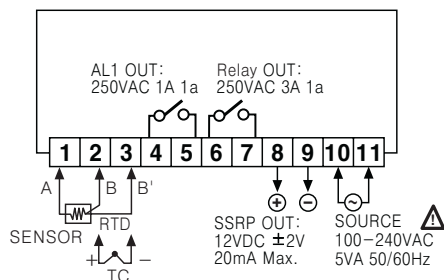 AL1 OUT:
250VAC 1A 1a
Relay OUT:
250VAC 3A 1a
1 2 3 4 5 6 7 8 9 10 11
A B B'
SENSOR
RTD
+ −
TC
+ −
SSRP OUT:
12VDC ±2V
20mA Max.
SOURCE
100−240VAC
5VA 50/60Hz